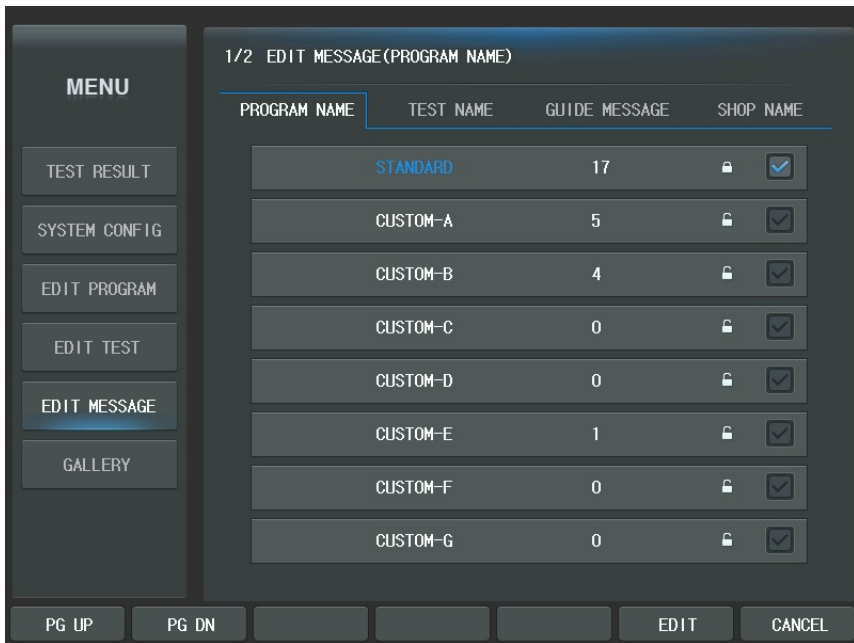 MENU
TEST RESULT
SYSTEM CONFIG
EDIT PROGRAM
EDIT TEST
EDIT MESSAGE
GALLERY
1/2 EDIT MESSAGE(PROGRAM NAME)
PROGRAM NAME TEST NAME GUIDE MESSAGE SHOP NAME
STANDARD 17
CUSTOM-A 5
CUSTOM-B 4
CUSTOM-C 0
CUSTOM-D 0
CUSTOM-E 1
CUSTOM-F 0
CUSTOM-G 0
PG UP PG DN EDIT CANCEL